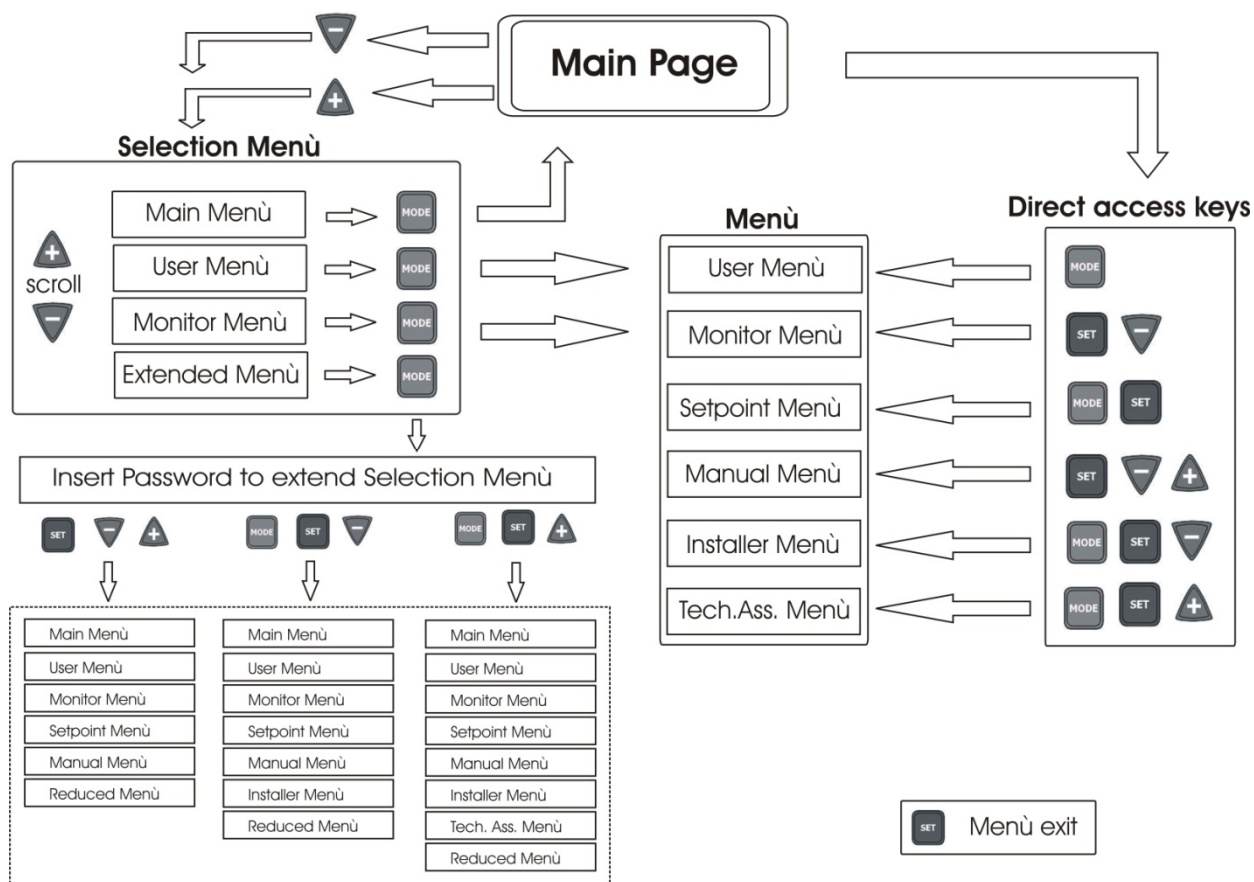 −
Main Page
+
Selection Menù
Main Menù
MODE
User Menù
MODE
+
scroll
−
Monitor Menù
MODE
Extended Menù
MODE
Insert Password to extend Selection Menù
SET − +
MODE SET −
MODE SET +
Main Menù
User Menù
Monitor Menù
Setpoint Menù
Manual Menù
Reduced Menù
Main Menù
User Menù
Monitor Menù
Setpoint Menù
Manual Menù
Installer Menù
Reduced Menù
Main Menù
User Menù
Monitor Menù
Setpoint Menù
Manual Menù
Installer Menù
Tech. Ass. Menù
Reduced Menù
Menù
User Menù
Monitor Menù
Setpoint Menù
Manual Menù
Installer Menù
Tech.Ass. Menù
Direct access keys
MODE
SET −
MODE SET
SET − +
MODE SET −
MODE SET +
SET Menù exit